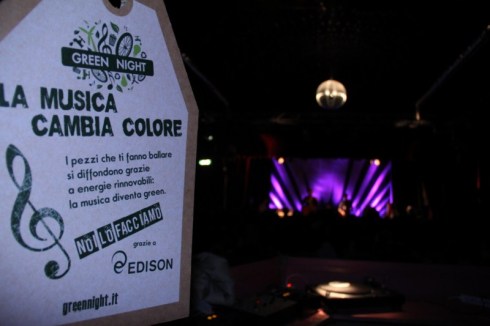 GREEN NIGHT
LA MUSICA
CAMBIA COLORE
I pezzi che ti fanno ballare
si diffondono grazie
a energie rinnovabili:
la musica diventa green.
NOI LO FACCIAMO
grazie a
EDISON
greennight.it